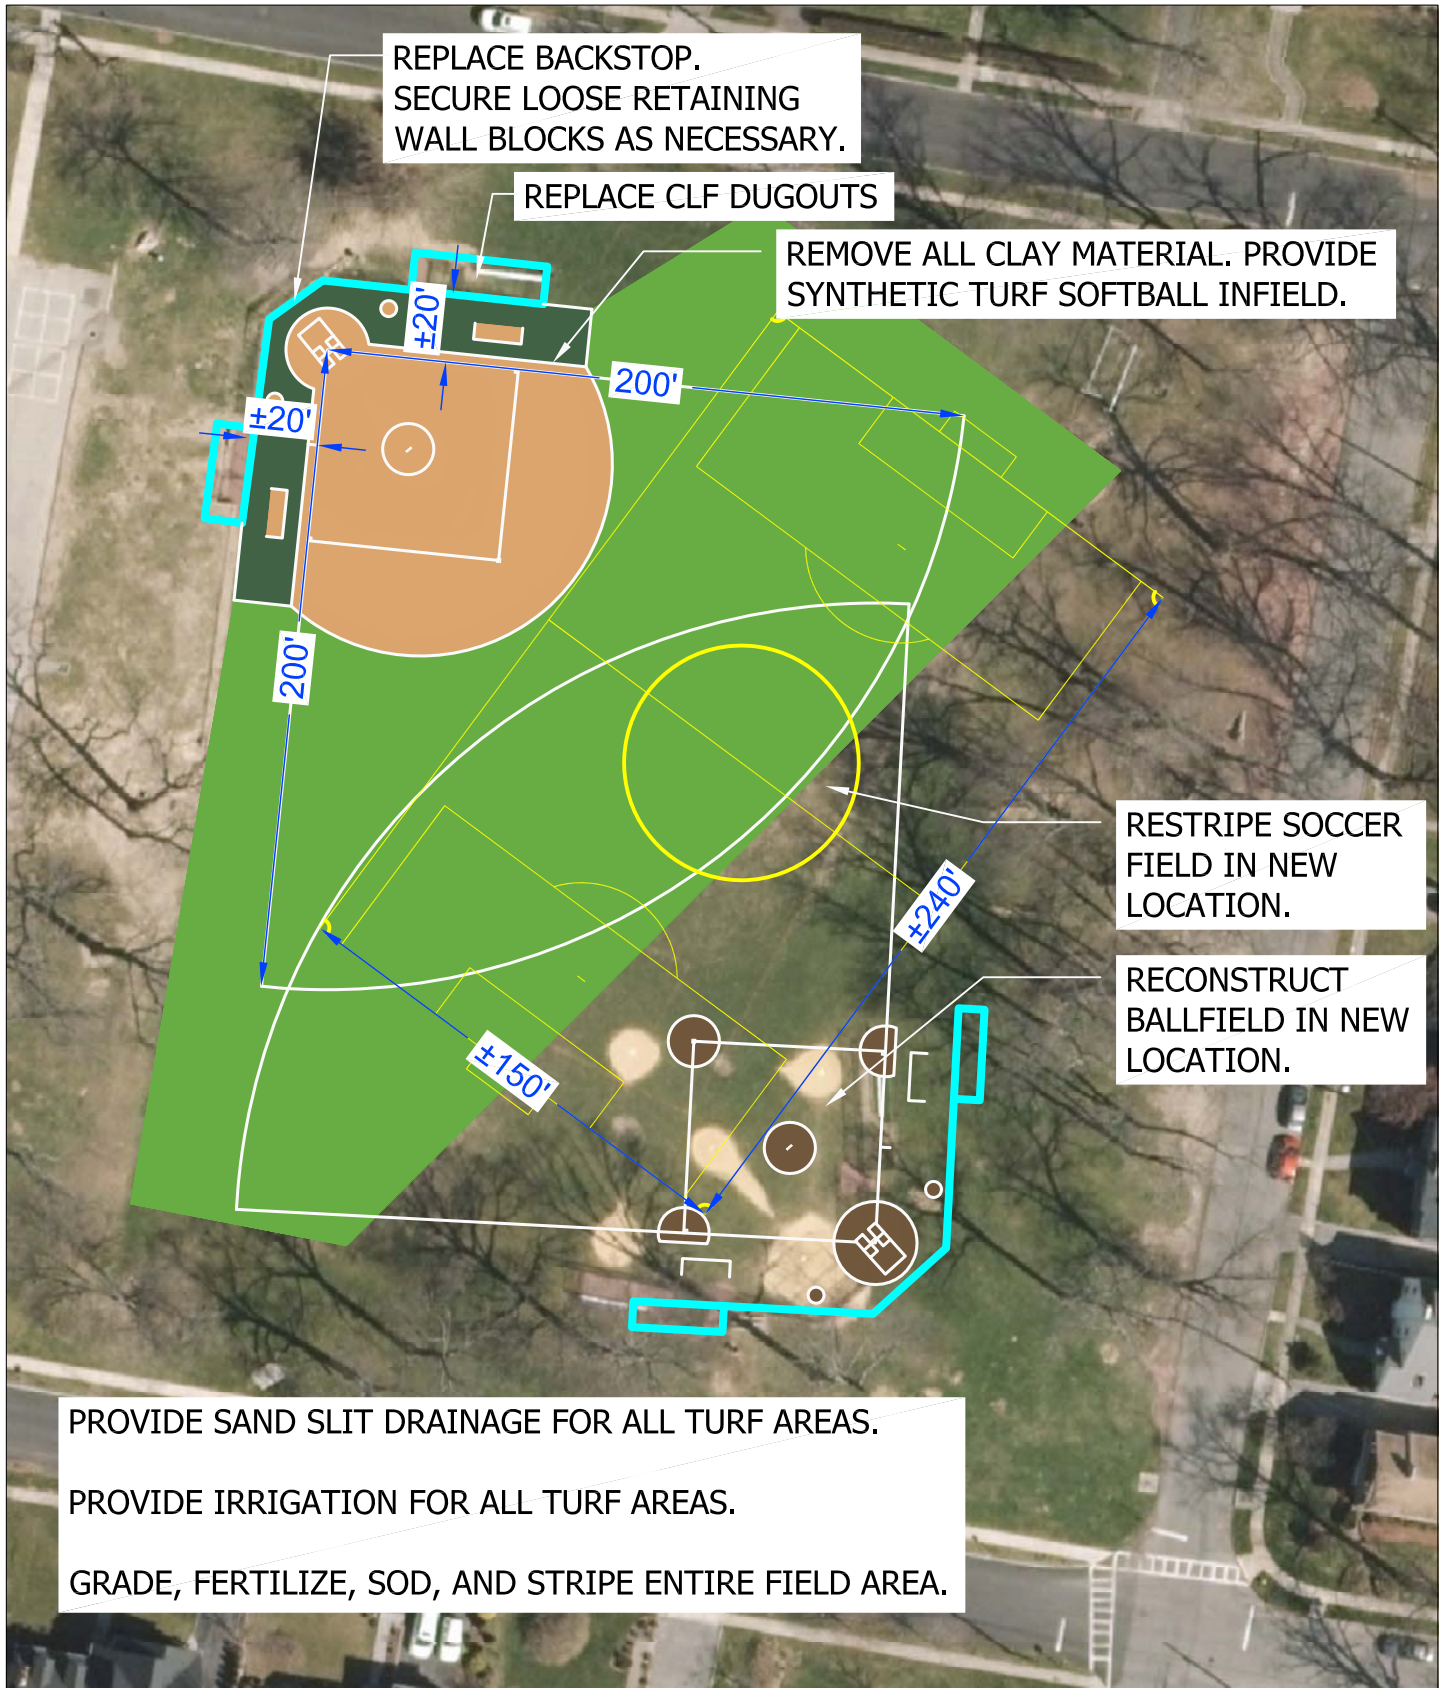 REPLACE BACKSTOP.
SECURE LOOSE RETAINING
WALL BLOCKS AS NECESSARY.
REPLACE CLF DUGOUTS
REMOVE ALL CLAY MATERIAL. PROVIDE
SYNTHETIC TURF SOFTBALL INFIELD.
±20'
200'
±20'
200'
RESTRIPE SOCCER
FIELD IN NEW
LOCATION.
±240'
RECONSTRUCT
BALLFIELD IN NEW
LOCATION.
±150'
PROVIDE SAND SLIT DRAINAGE FOR ALL TURF AREAS.
PROVIDE IRRIGATION FOR ALL TURF AREAS.
GRADE, FERTILIZE, SOD, AND STRIPE ENTIRE FIELD AREA.